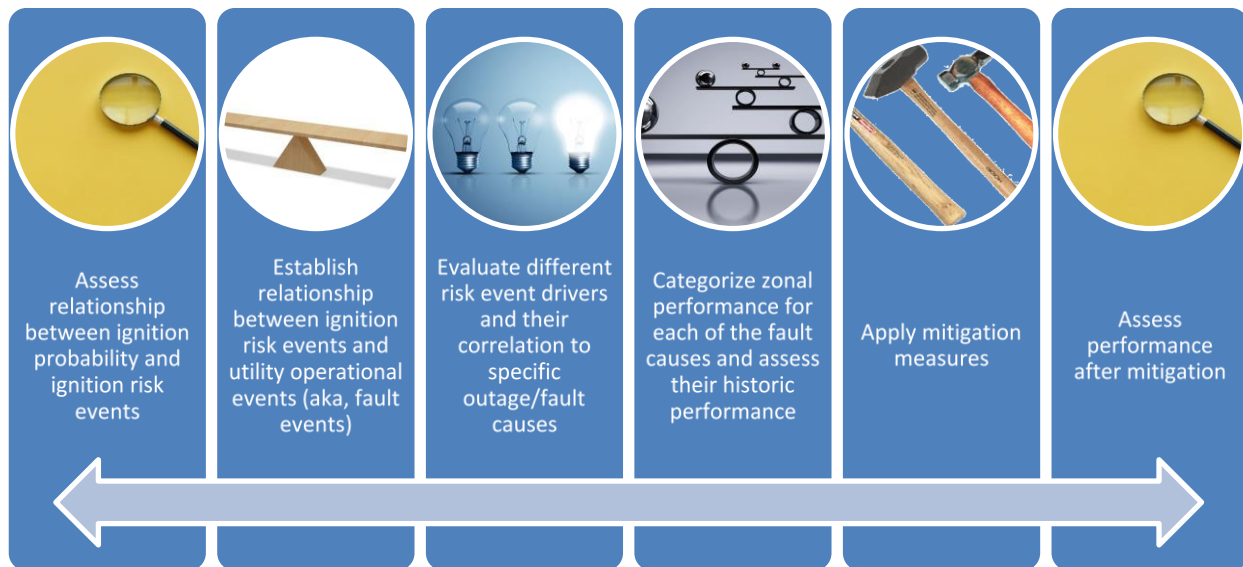 Assess
relationship
between ignition
probability and
ignition risk
events
Establish
relationship
between ignition
risk events and
utility operational
events (aka, fault
events)
Evaluate different
risk event drivers
and their
correlation to
specific
outage/fault
causes
Categorize zonal
performance for
each of the fault
causes and assess
their historic
performance
Apply mitigation
measures
Assess
performance
after mitigation